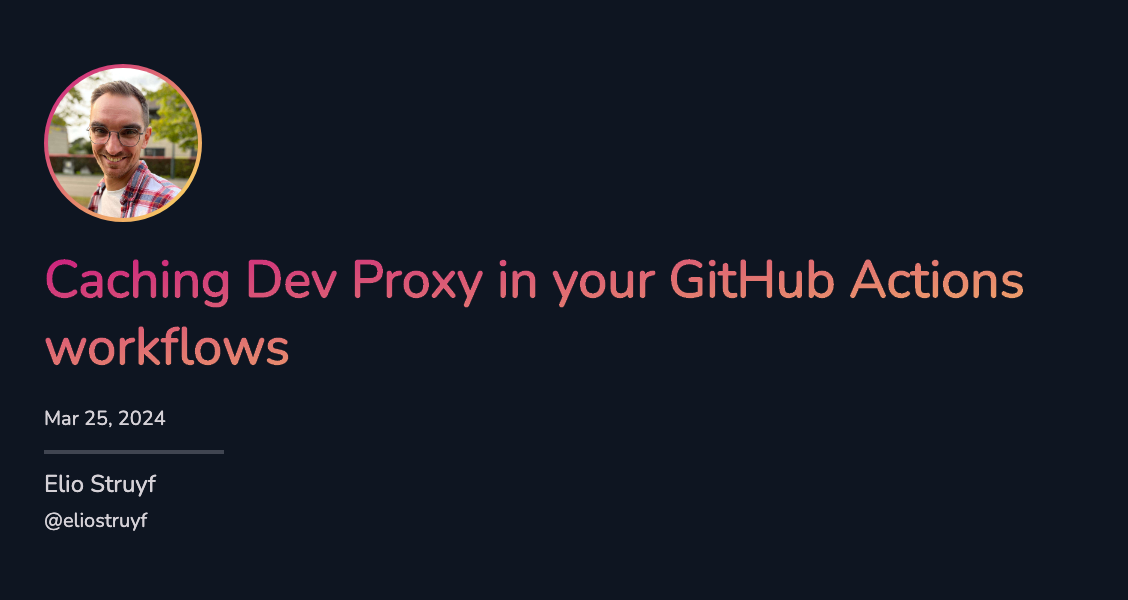 Caching Dev Proxy in your GitHub Actions
workflows
Mar 25, 2024
Elio Struyf
@eliostruyf